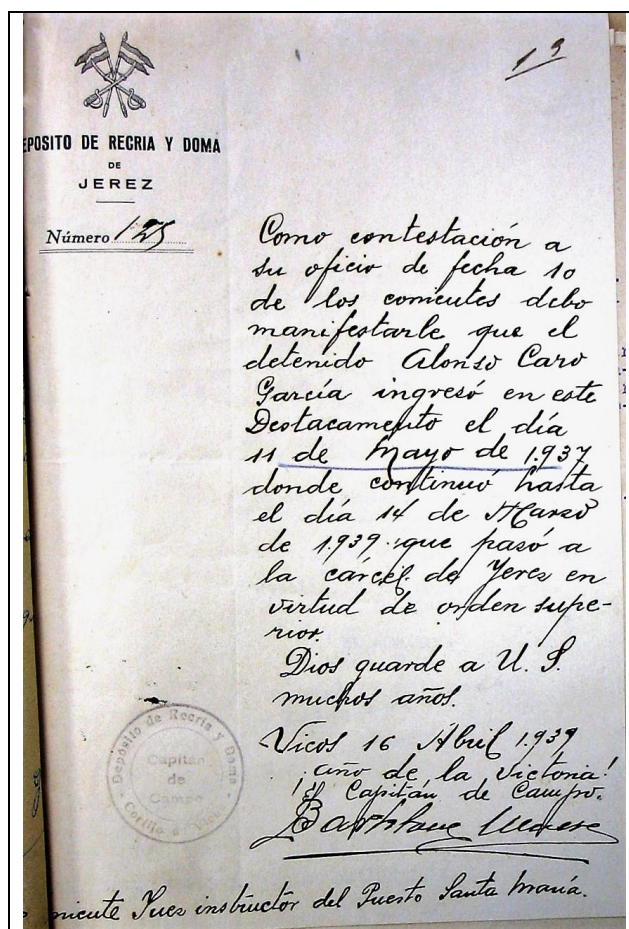 19
DEPOSITO DE RECRIA Y DOMA
DE
JEREZ
Número 125
Como contestación a
su oficio de fecha 10
de los corrientes debo
manifestarle que el
detenido Alonso Caro
García ingresó en este
Destacamento el día
11 de Mayo de 1.937
donde continuó hasta
el día 14 de Marzo
de 1.939 que pasó a
la cárcel de Jerez en
virtud de orden supe-
rior.
Dios guarde a U. S.
muchos años.
Vicos 16 Abril 1.939
¡año de la Victoria!
El Capitán de Campo.
Depósito de Recría y Doma
Capitán
de
Campo
Cortijo de Vicos
Juez instructor del Puerto Santa María.